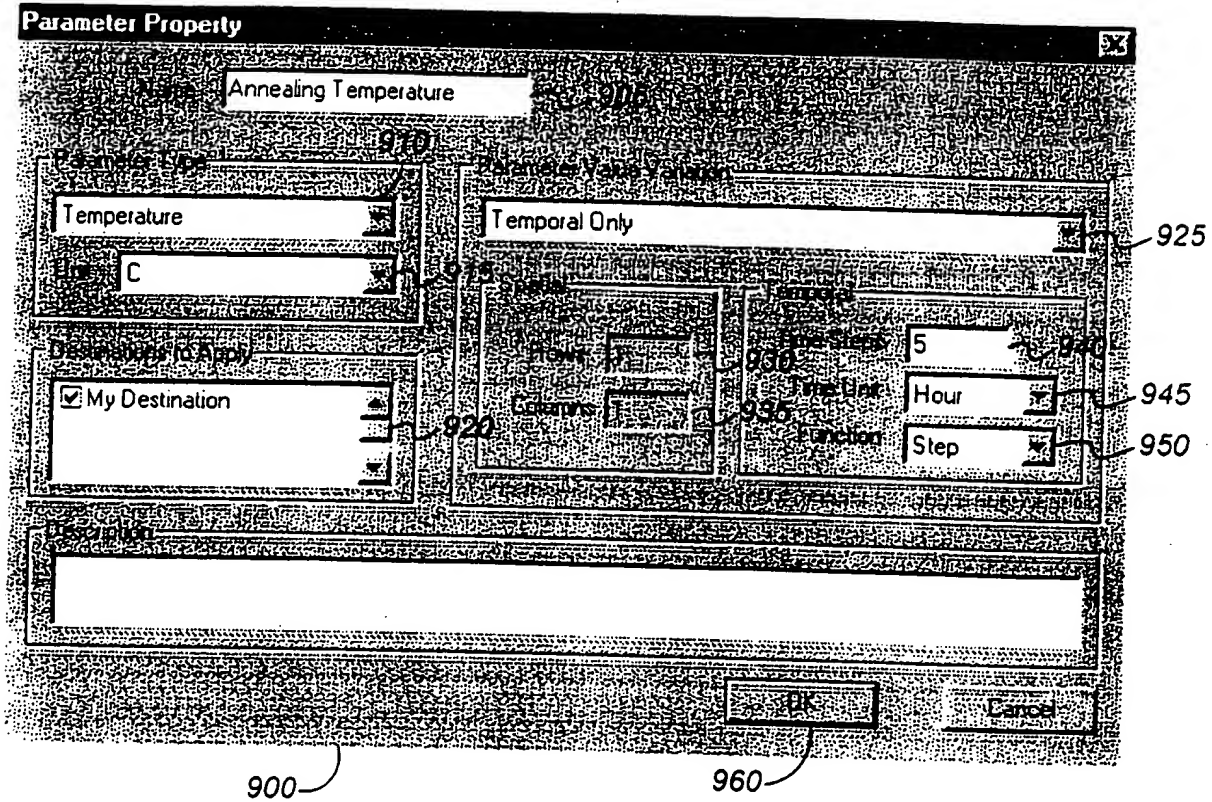 Parameter Property
Name Annealing Temperature 905
910
Parameter Type
Temperature
Unit C 915
Parameter Value Variation
Temporal Only
925
Spatial
Rows 930
Columns 935
Temporal
Time Steps 5 940
Time Unit Hour 945
Function Step 950
Destinations to Apply
My Destination
920
Description
OK Cancel
900 960